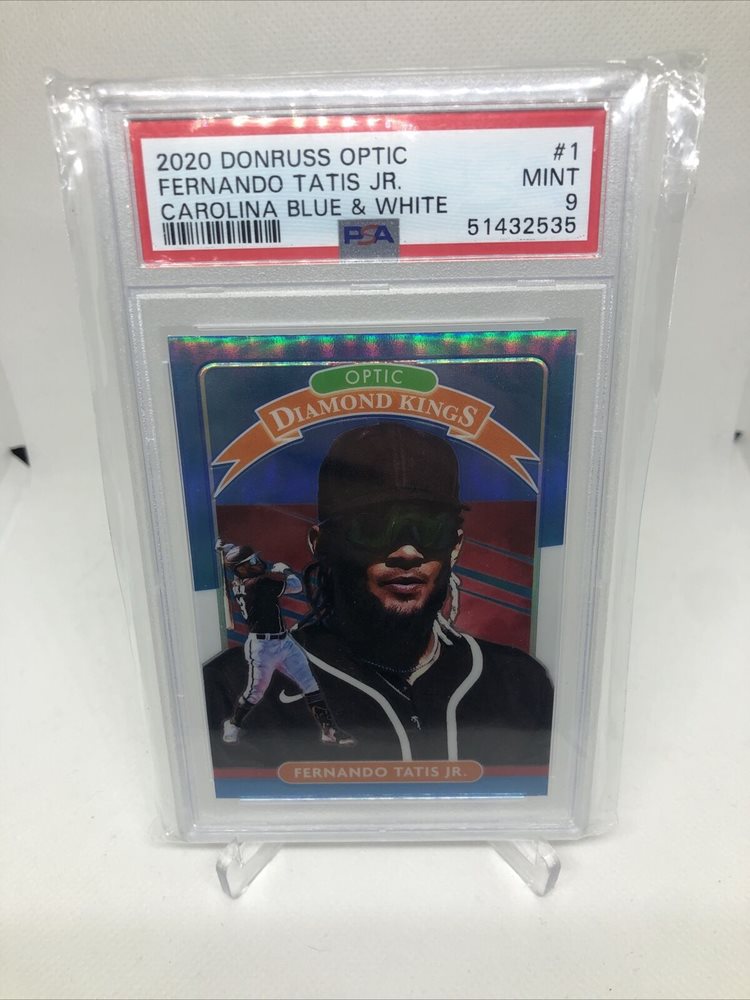 2020 DONRUSS OPTIC #1
FERNANDO TATIS JR. MINT
CAROLINA BLUE & WHITE 9
PSA 51432535
OPTIC
DIAMOND KINGS
FERNANDO TATIS JR.